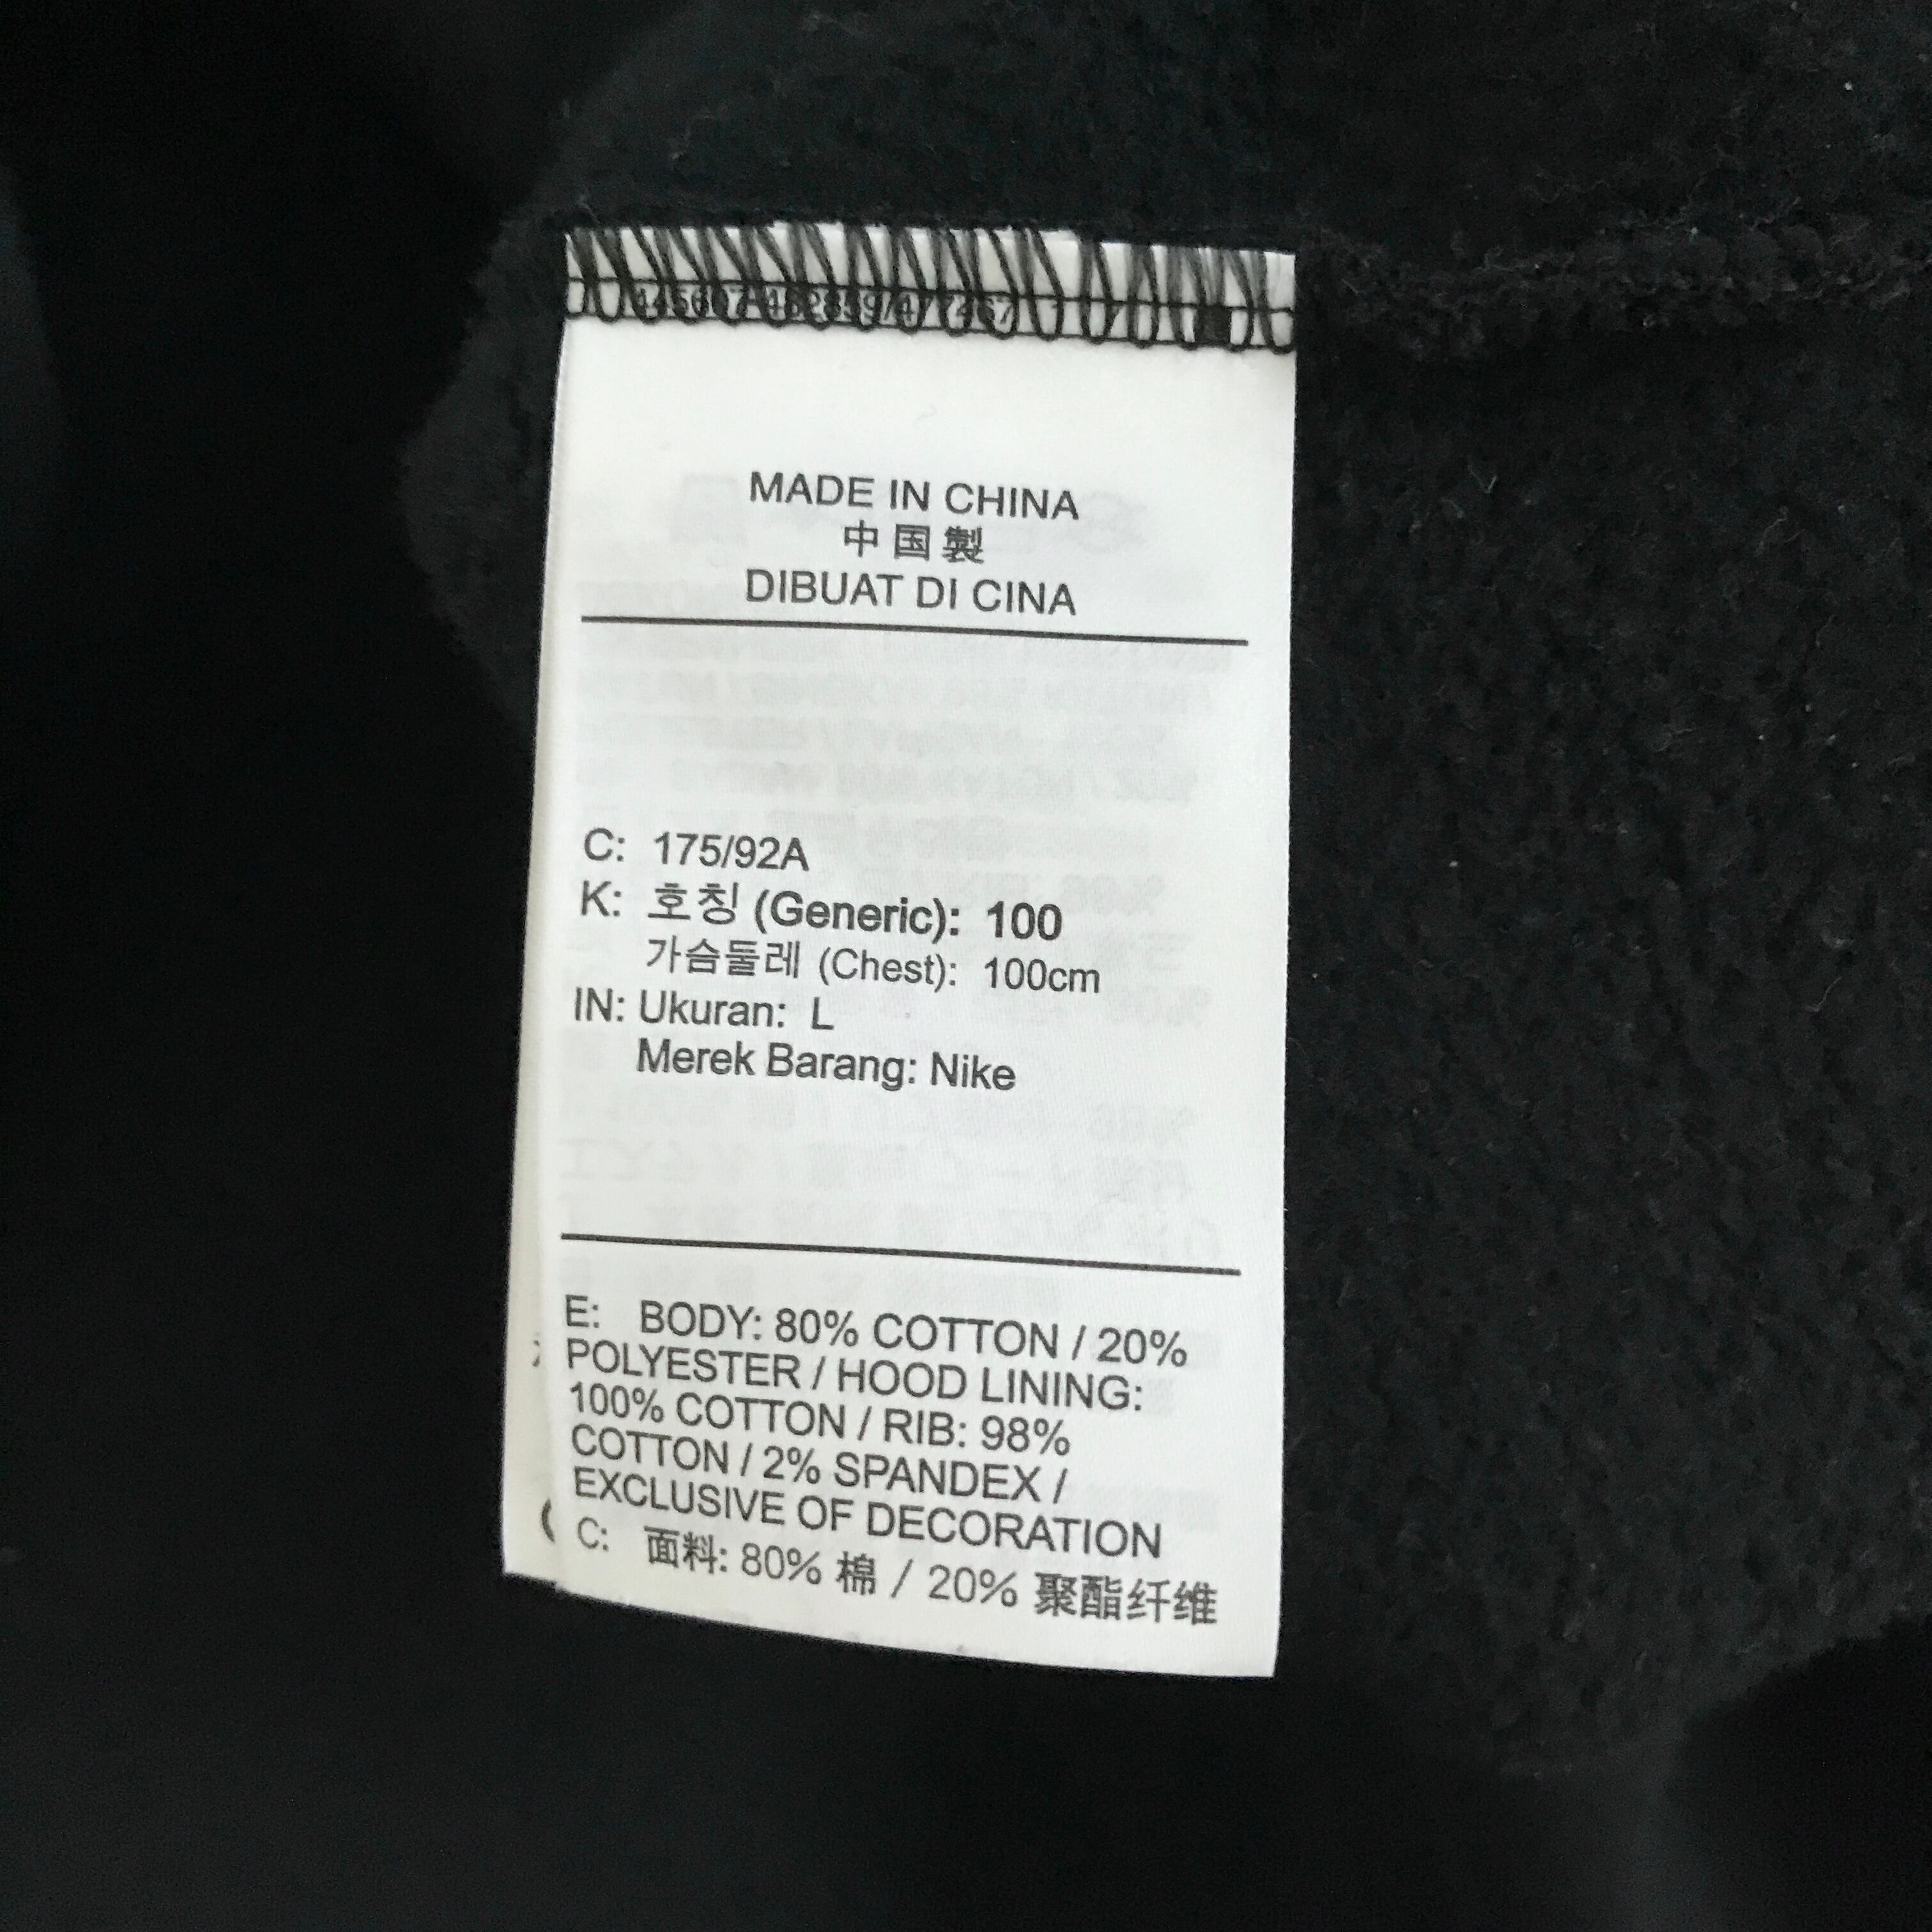 MADE IN CHINA
中国製
DIBUAT DI CINA
C: 175/92A
K: 호칭 (Generic): 100
가슴둘레 (Chest): 100cm
IN: Ukuran: L
Merek Barang: Nike
E: BODY: 80% COTTON / 20%
POLYESTER / HOOD LINING:
100% COTTON / RIB: 98%
COTTON / 2% SPANDEX /
EXCLUSIVE OF DECORATION
C: 面料: 80% 棉 / 20% 聚酯纤维